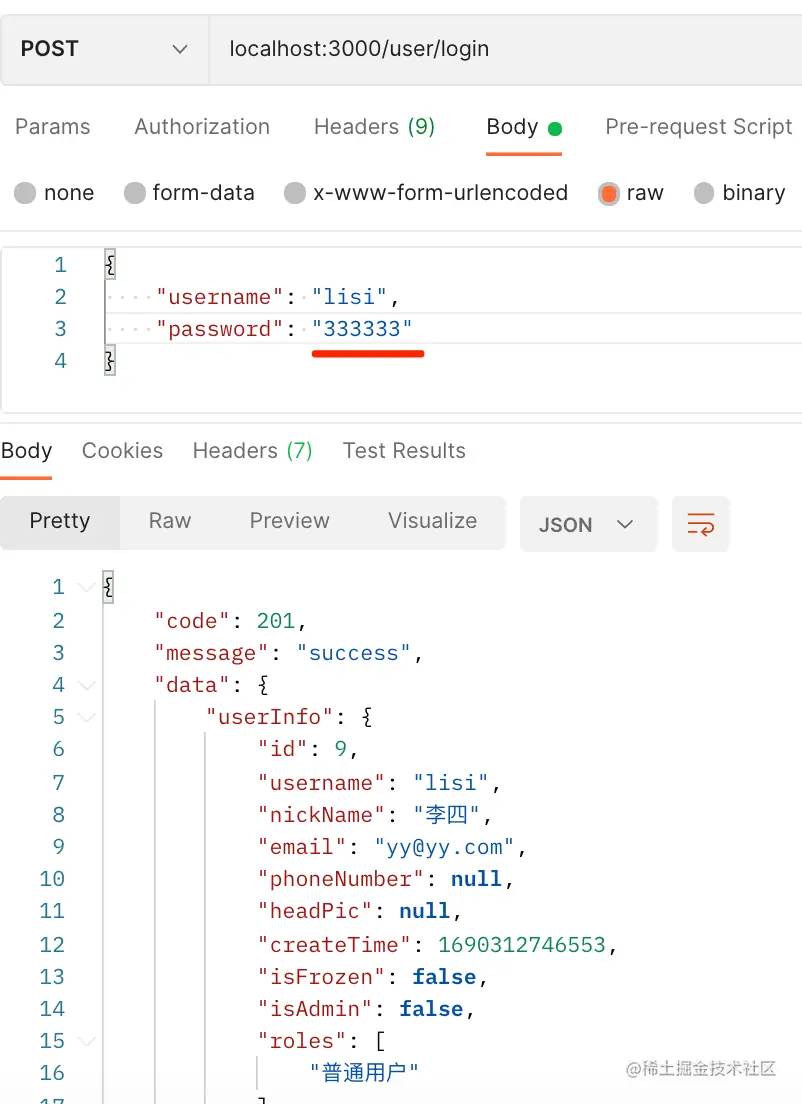 POST localhost:3000/user/login
Params Authorization Headers (9) Body Pre-request Script
none form-data x-www-form-urlencoded raw binary
1 {
2 "username": "lisi",
3 "password": "333333"
4 }
Body Cookies Headers (7) Test Results
Pretty Raw Preview Visualize JSON
1 {
2 "code": 201,
3 "message": "success",
4 "data": {
5 "userInfo": {
6 "id": 9,
7 "username": "lisi",
8 "nickName": "李四",
9 "email": "yy@yy.com",
10 "phoneNumber": null,
11 "headPic": null,
12 "createTime": 1690312746553,
13 "isFrozen": false,
14 "isAdmin": false,
15 "roles": [
16 "普通用户"
17 ]
@稀土掘金技术社区